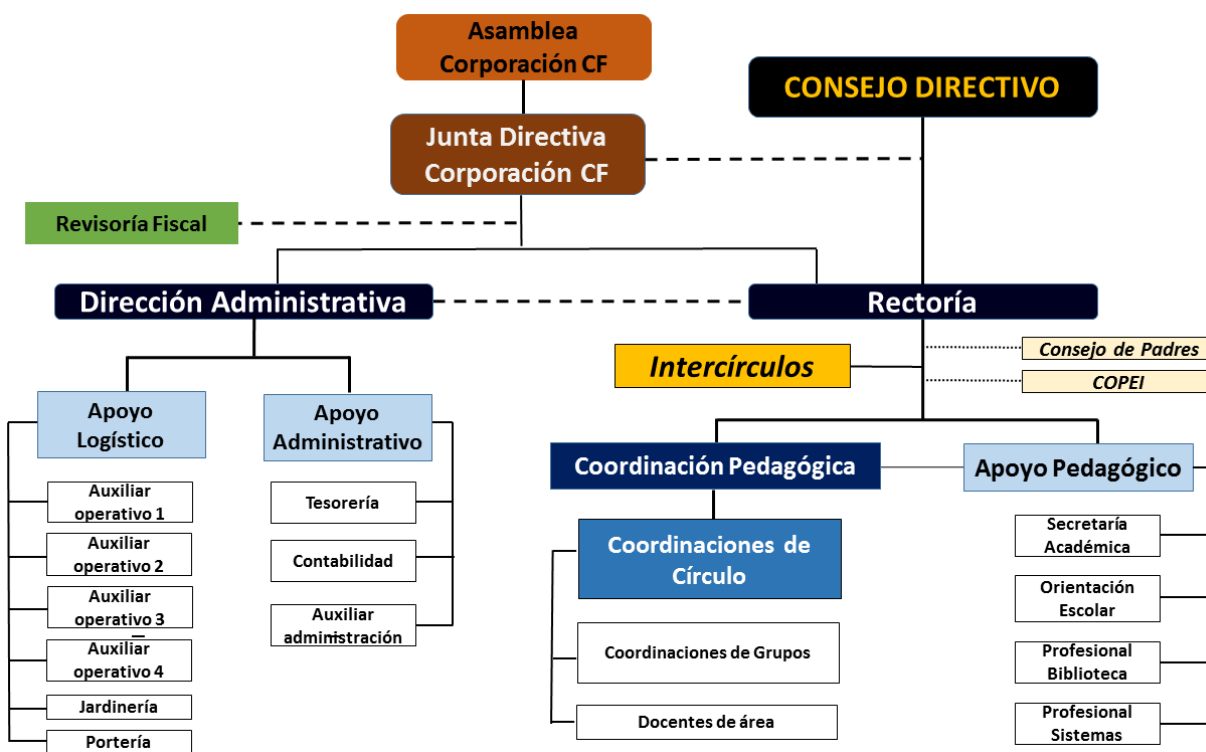 Asamblea
Corporación CF
CONSEJO DIRECTIVO
Junta Directiva
Corporación CF
Revisoría Fiscal
Dirección Administrativa
Rectoría
Intercírculos
Consejo de Padres
COPEI
Apoyo
Logístico
Apoyo
Administrativo
Coordinación Pedagógica
Apoyo Pedagógico
Auxiliar
operativo 1
Auxiliar
operativo 2
Auxiliar
operativo 3
Auxiliar
operativo 4
Jardinería
Portería
Tesorería
Contabilidad
Auxiliar
administración
Coordinaciones de
Círculo
Coordinaciones de Grupos
Docentes de área
Secretaría
Académica
Orientación
Escolar
Profesional
Biblioteca
Profesional
Sistemas